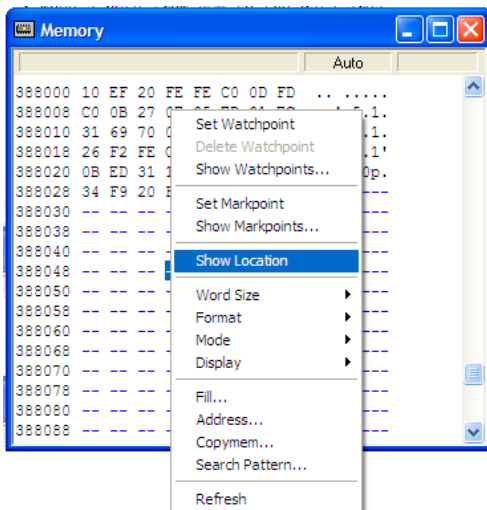 Memory
Auto
388000 10 EF 20 FE FE C0 0D FD .. .....
388008 C0 0B 27
388010 31 69 70
388018 26 F2 FE
388020 0B ED 31
388028 34 F9 20
388030 -- -- --
388038 -- -- --
388040 -- -- --
388048 -- -- --
388050 -- -- --
388058 -- -- --
388060 -- -- --
388068 -- -- --
388070 -- -- --
388078 -- -- --
388080 -- -- --
388088 -- -- --
Set Watchpoint
Delete Watchpoint
Show Watchpoints...
Set Markpoint
Show Markpoints...
Show Location
Word Size
Format
Mode
Display
Fill...
Address...
Copymem...
Search Pattern...
Refresh